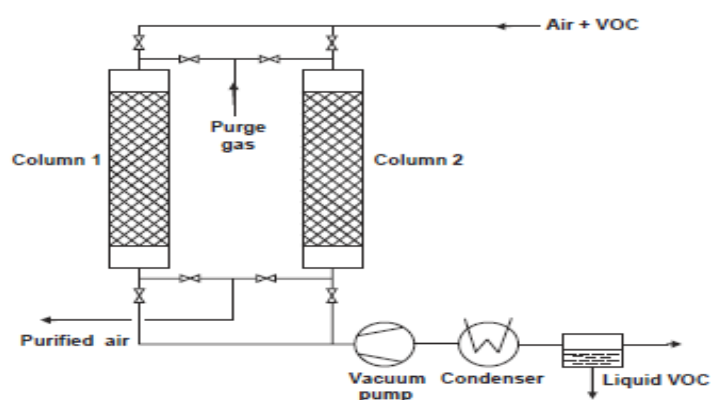 Air + VOC
Purge
gas
Column 1
Column 2
Purified air
Vacuum
pump
Condenser
Liquid VOC